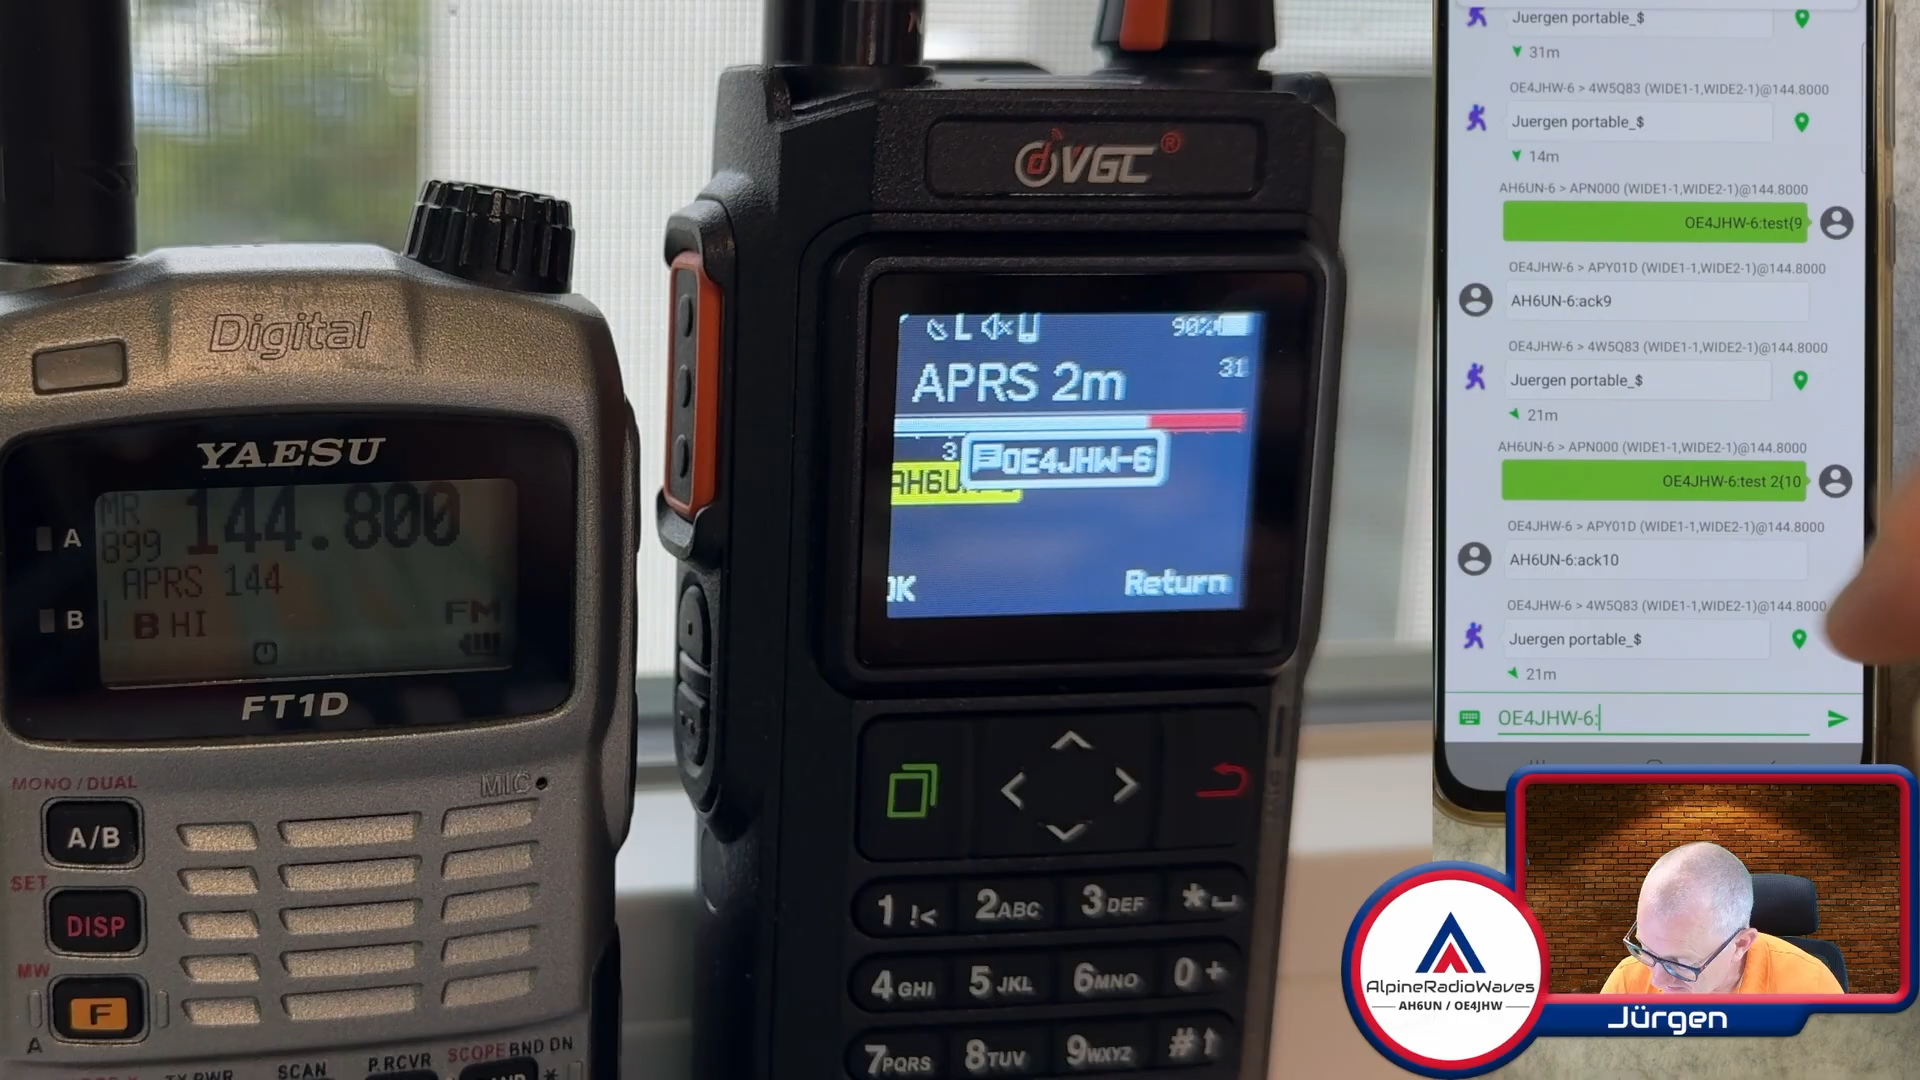 Digital
YAESU
A
B
MR
899
144.800
APRS 144
B HI
FM
FT1D
MONO / DUAL
MIC
A/B
SET
DISP
MW
F
A
TX PWR
SCAN
P.RCVR
SCOPE
BND DN
*
VGC®
L
90%
APRS 2m
31
3
OE4JHW-6
AH6U
OK
Return
1 !<
2ABC
3DEF
*
4GHI
5JKL
6MNO
0 +
7PQRS
8TUV
9WXYZ
#
Juergen portable_$
31m
OE4JHW-6 > 4W5Q83 (WIDE1-1,WIDE2-1)@144.8000
Juergen portable_$
14m
AH6UN-6 > APN000 (WIDE1-1,WIDE2-1)@144.8000
OE4JHW-6:test{9
OE4JHW-6 > APY01D (WIDE1-1,WIDE2-1)@144.8000
AH6UN-6:ack9
OE4JHW-6 > 4W5Q83 (WIDE1-1,WIDE2-1)@144.8000
Juergen portable_$
21m
AH6UN-6 > APN000 (WIDE1-1,WIDE2-1)@144.8000
OE4JHW-6:test 2{10
OE4JHW-6 > APY01D (WIDE1-1,WIDE2-1)@144.8000
AH6UN-6:ack10
OE4JHW-6 > 4W5Q83 (WIDE1-1,WIDE2-1)@144.8000
Juergen portable_$
21m
OE4JHW-6:
AlpineRadioWaves
AH6UN / OE4JHW
Jürgen